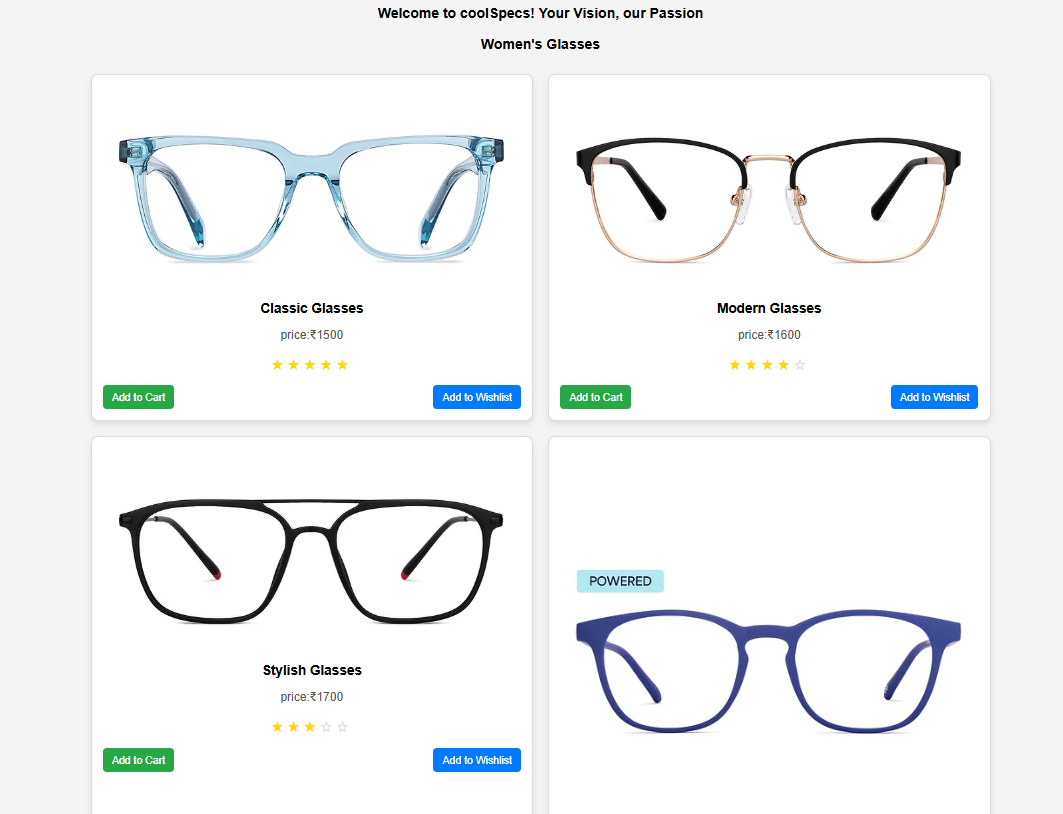 Welcome to coolSpecs! Your Vision, our Passion
Women's Glasses
Classic Glasses
price:₹1500
Add to Cart
Add to Wishlist
Modern Glasses
price:₹1600
Add to Cart
Add to Wishlist
Stylish Glasses
price:₹1700
Add to Cart
Add to Wishlist
POWERED